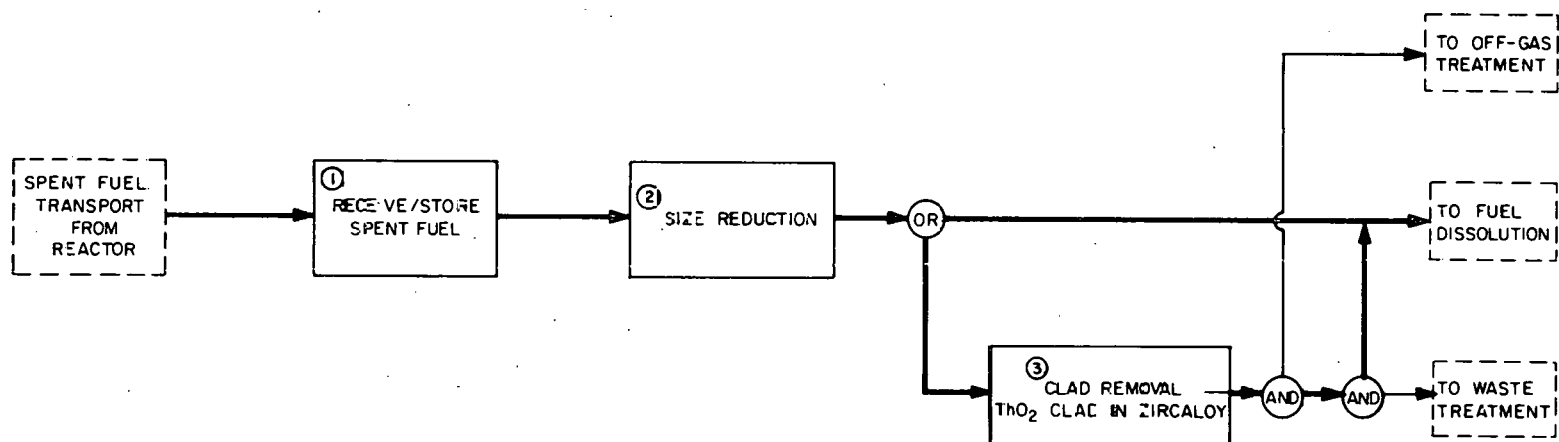 TO OFF-GAS
TREATMENT
SPENT FUEL
TRANSPORT
FROM
REACTOR
①
RECEIVE/STORE
SPENT FUEL
②
SIZE REDUCTION
OR
TO FUEL
DISSOLUTION
③
CLAD REMOVAL
ThO₂ CLAD IN ZIRCALOY
AND
AND
TO WASTE
TREATMENT